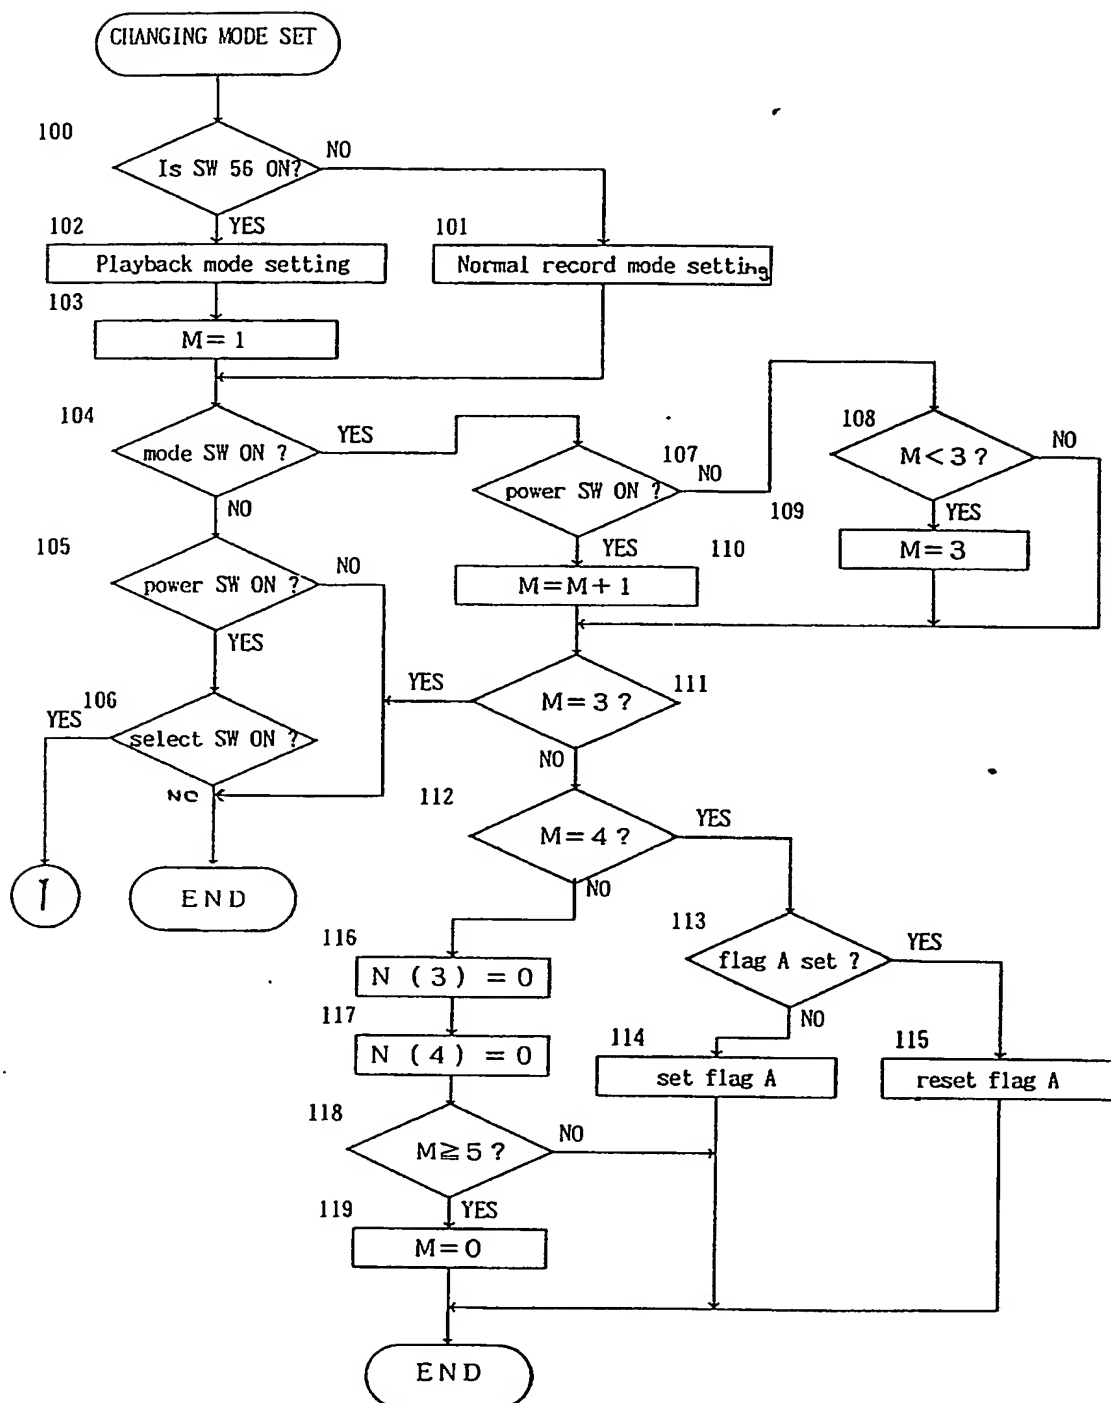 CHANGING MODE SET
100
Is SW 56 ON?
NO
YES
102
Playback mode setting
101
Normal record mode setting
103
M=1
104
mode SW ON ?
YES
NO
107
power SW ON ?
NO
YES
108
M<3 ?
NO
YES
109
M=3
110
M=M+1
105
power SW ON ?
NO
YES
106
select SW ON ?
YES
NO
1
END
111
M=3 ?
YES
NO
112
M=4 ?
YES
NO
113
flag A set ?
YES
NO
114
set flag A
115
reset flag A
116
N (3) =0
117
N (4) =0
118
M≧5 ?
NO
YES
119
M=0
END